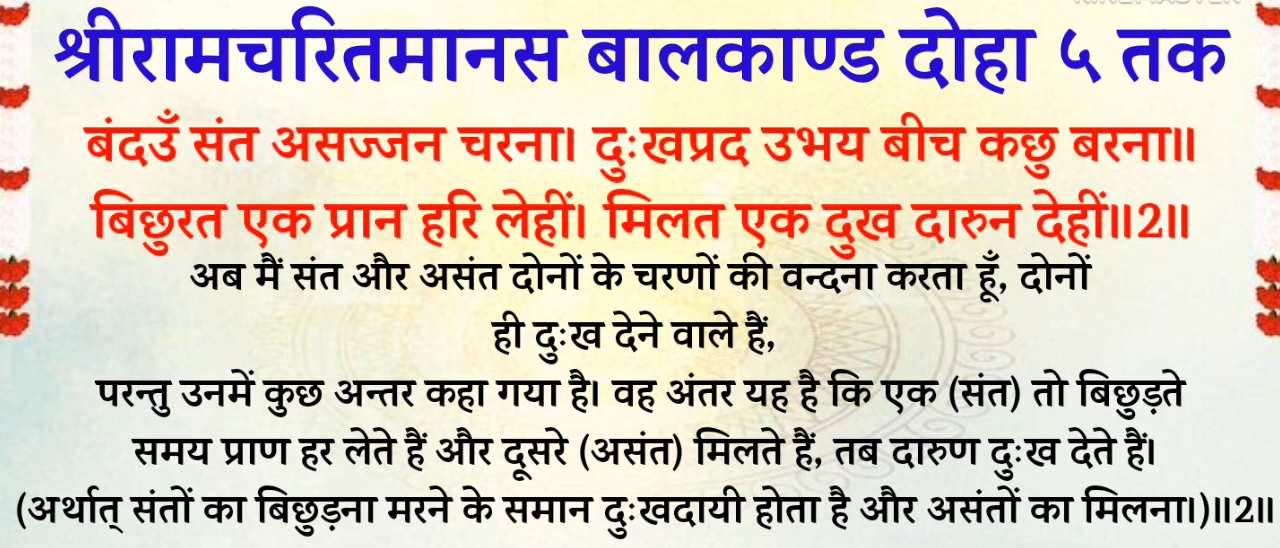 श्रीरामचरितमानस बालकाण्ड दोहा ५ तक
बंदउँ संत असज्जन चरना। दुःखप्रद उभय बीच कछु बरना॥
बिछुरत एक प्रान हरि लेहीं। मिलत एक दुख दारुन देहीं॥2॥
अब मैं संत और असंत दोनों के चरणों की वन्दना करता हूँ, दोनों
ही दुःख देने वाले हैं,
परन्तु उनमें कुछ अन्तर कहा गया है। वह अंतर यह है कि एक (संत) तो बिछुड़ते
समय प्राण हर लेते हैं और दूसरे (असंत) मिलते हैं, तब दारुण दुःख देते हैं।
(अर्थात् संतों का बिछुड़ना मरने के समान दुःखदायी होता है और असंतों का मिलना।)॥2॥